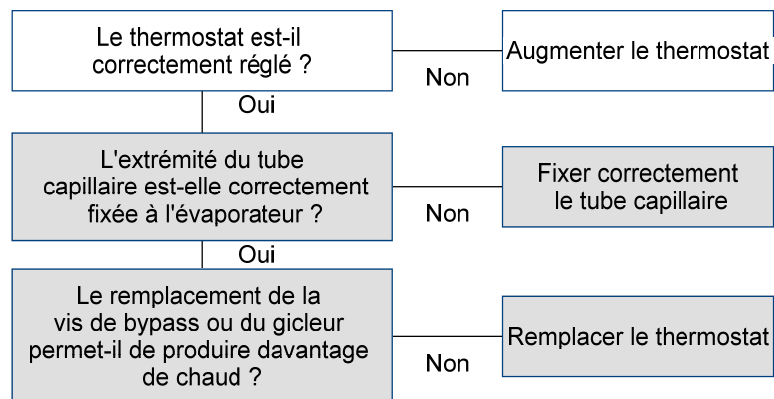 Le thermostat est-il
correctement réglé ?
Non
Augmenter le thermostat
Oui
L'extrémité du tube
capillaire est-elle correctement
fixée à l'évaporateur ?
Non
Fixer correctement
le tube capillaire
Oui
Le remplacement de la
vis de bypass ou du gicleur
permet-il de produire davantage
de chaud ?
Non
Remplacer le thermostat